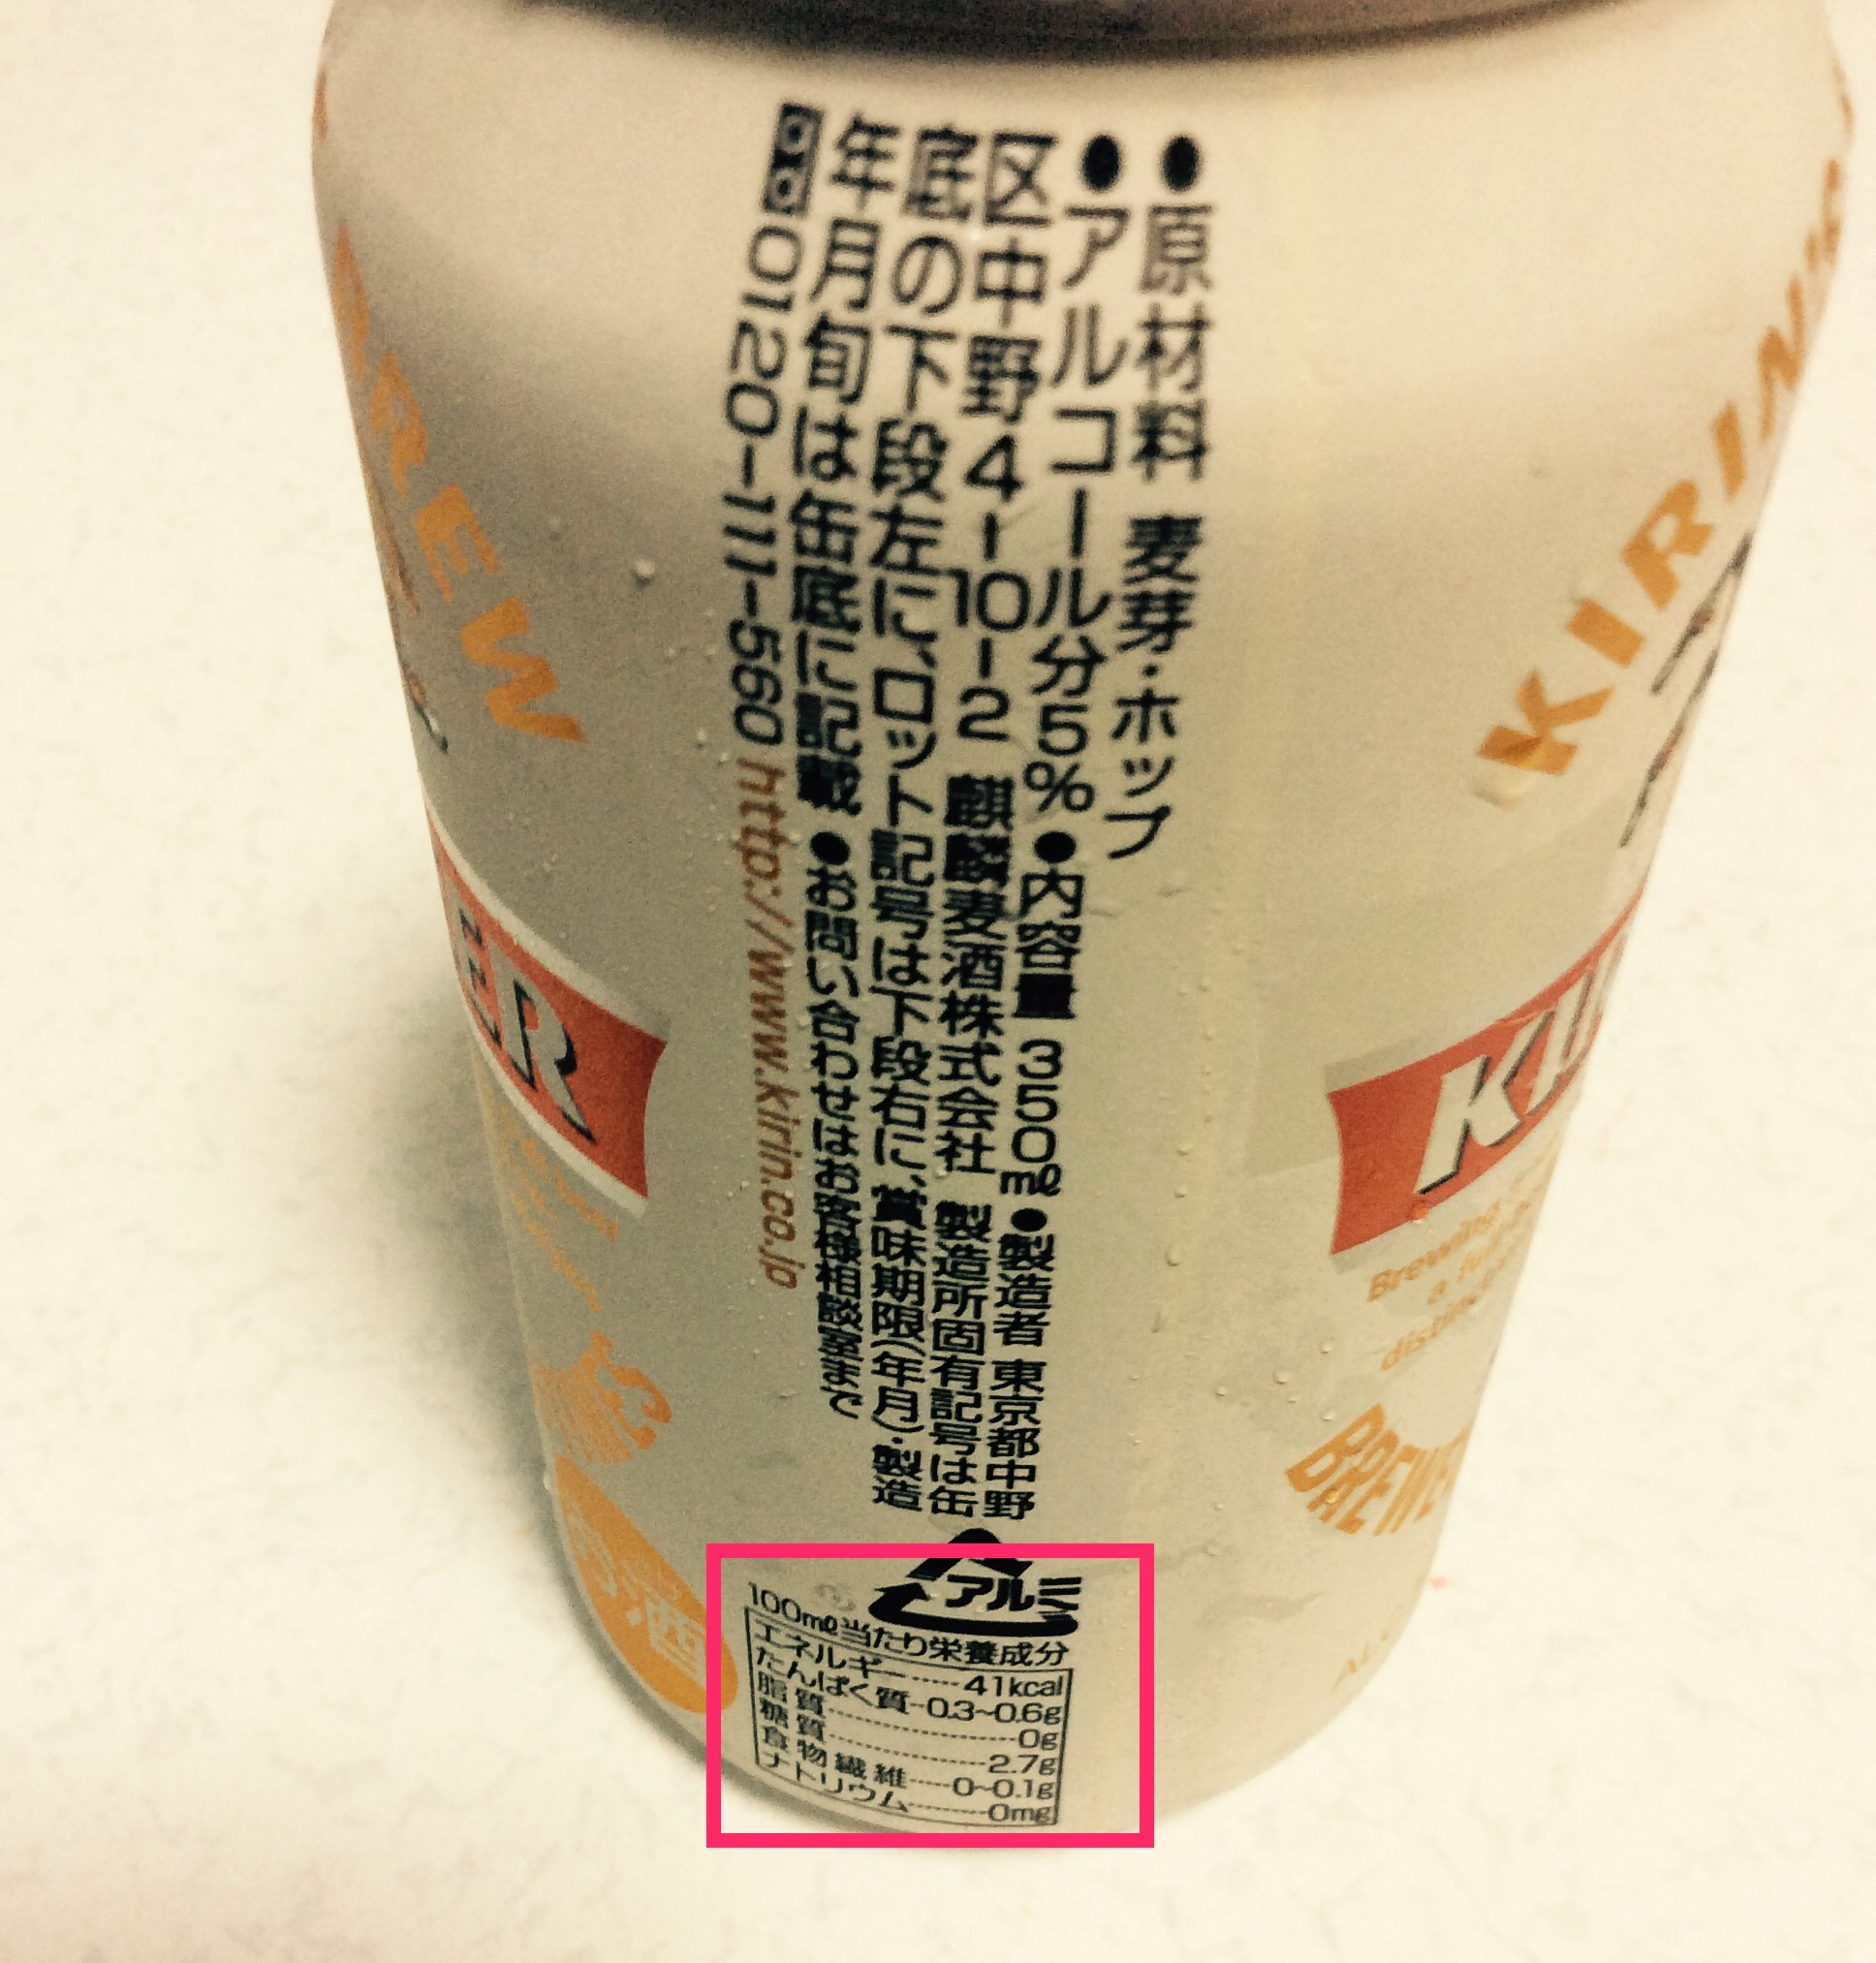 ●原材料 麦芽・ホップ
●アルコール分5%●内容量 350mℓ●製造者 東京都中野
区中野4-10-2 麒麟麦酒株式会社 製造所固有記号は缶
底の下段左に、ロット記号は下段右に、賞味期限(年月)・製造
年月旬は缶底に記載 ●お問い合わせはお客様相談室まで
0120-111-560 http://www.kirin.co.jp
アルミ
100mℓ当たり栄養成分
エネルギー……41kcal
たんぱく質…0.3~0.6g
脂質……………0g
糖質……………2.7g
食物繊維……0~0.1g
ナトリウム………0mg
BREW
ER
お酒
KIRIN
KI
Brewing
a
BREWE